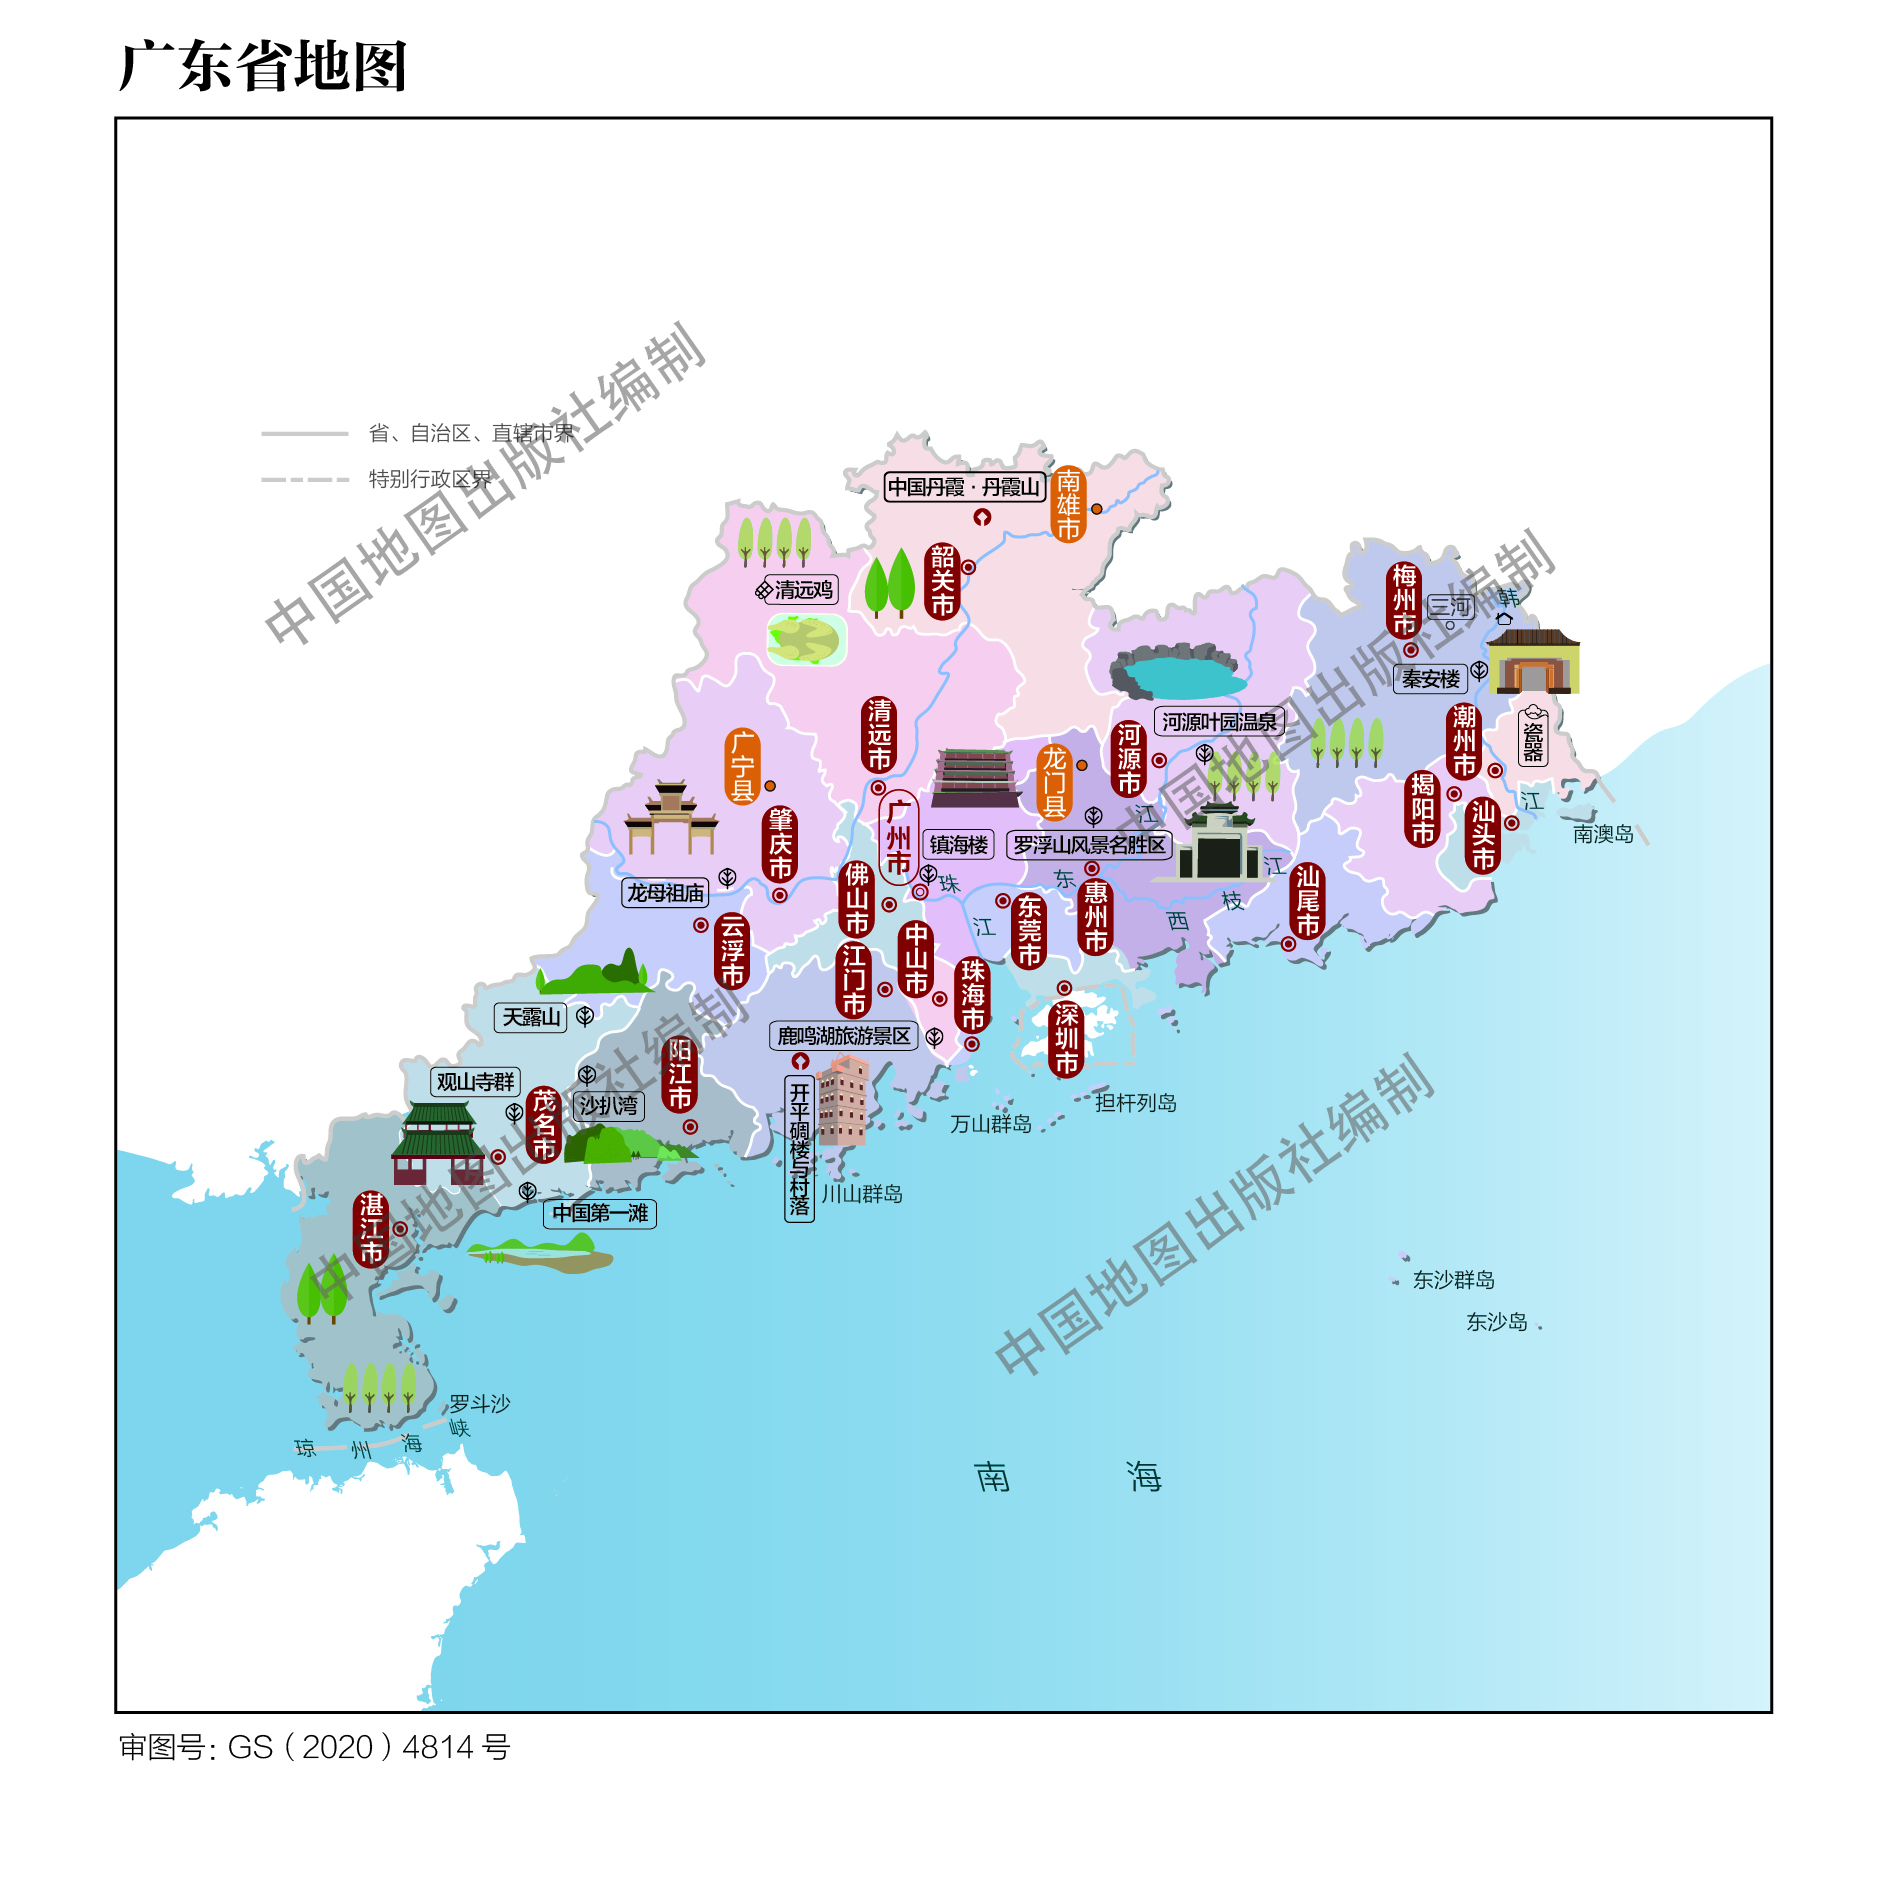 广东省地图
中国地图出版社编制
省、自治区、直辖市界
特别行政区界
中国丹霞·丹霞山
南雄市
韶关市
清远鸡
中国地图出版社编制
梅州市
三河
韩
秦安楼
瓷器
潮州市
清远市
广宁县
肇庆市
广州市
镇海楼
龙门县
河源市
河源叶园温泉
江
罗浮山风景名胜区
揭阳市
汕头市
江
南澳岛
龙母祖庙
佛山市
珠
东
江
汕尾市
枝
西
惠州市
东莞市
江
云浮市
中山市
江门市
珠海市
深圳市
天露山
鹿鸣湖旅游景区
中国地图出版社编制
阳江市
观山寺群
沙扒湾
茂名市
开平碉楼与村落
担杆列岛
万山群岛
川山群岛
中国第一滩
湛江市
中国地图出版社编制
东沙群岛
东沙岛
罗斗沙
琼州海峡
南海
审图号：GS（2020）4814号